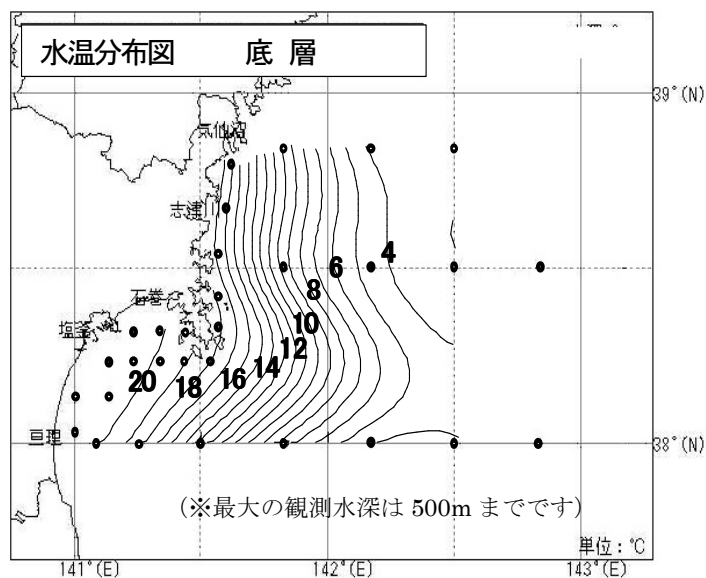 水温分布図 底 層
39°(N)
気仙沼
志津川
4
6
8
石巻
10
塩釜
12
14
16
18
20
亘理
38°(N)
(※最大の観測水深は 500m までです)
単位：℃
141°(E)
142°(E)
143°(E)